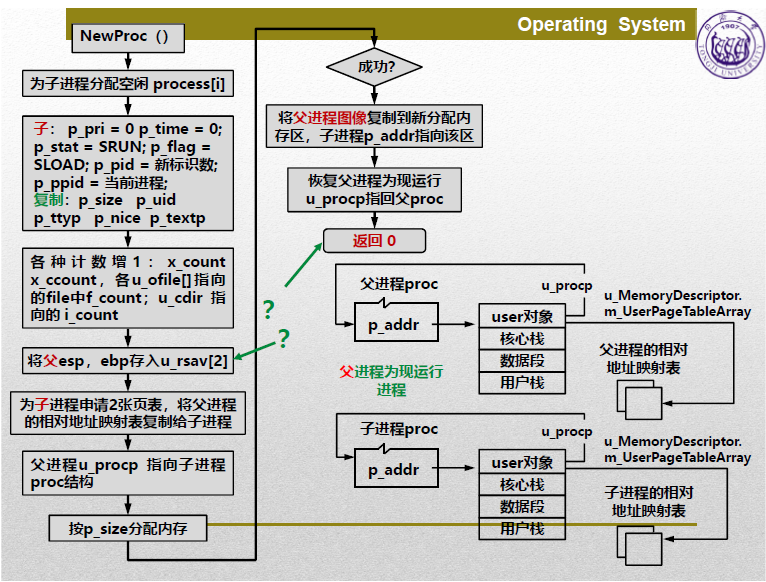 Operating System
1907
TONGJI UNIVERSITY
NewProc（）
为子进程分配空闲 process[i]
子： p_pri = 0 p_time = 0;
p_stat = SRUN; p_flag =
SLOAD; p_pid = 新标识数;
p_ppid = 当前进程;
复制：p_size p_uid
p_ttyp p_nice p_textp
各种计数增1：x_count
x_ccount，各u_ofile[]指向
的file中f_count；u_cdir 指
向的 i_count
将父esp，ebp存入u_rsav[2]
为子进程申请2张页表，将父进程
的相对地址映射表复制给子进程
父进程u_procp 指向子进程
proc结构
按p_size分配内存
成功?
将父进程图像复制到新分配内
存区，子进程p_addr指向该区
恢复父进程为现运行
u_procp指回父proc
返回 0
?
?
父进程proc
p_addr
u_procp
user对象
核心栈
数据段
用户栈
u_MemoryDescriptor.
m_UserPageTableArray
父进程的相对
地址映射表
父进程为现运行
进程
子进程proc
p_addr
u_procp
user对象
核心栈
数据段
用户栈
u_MemoryDescriptor.
m_UserPageTableArray
子进程的相对
地址映射表